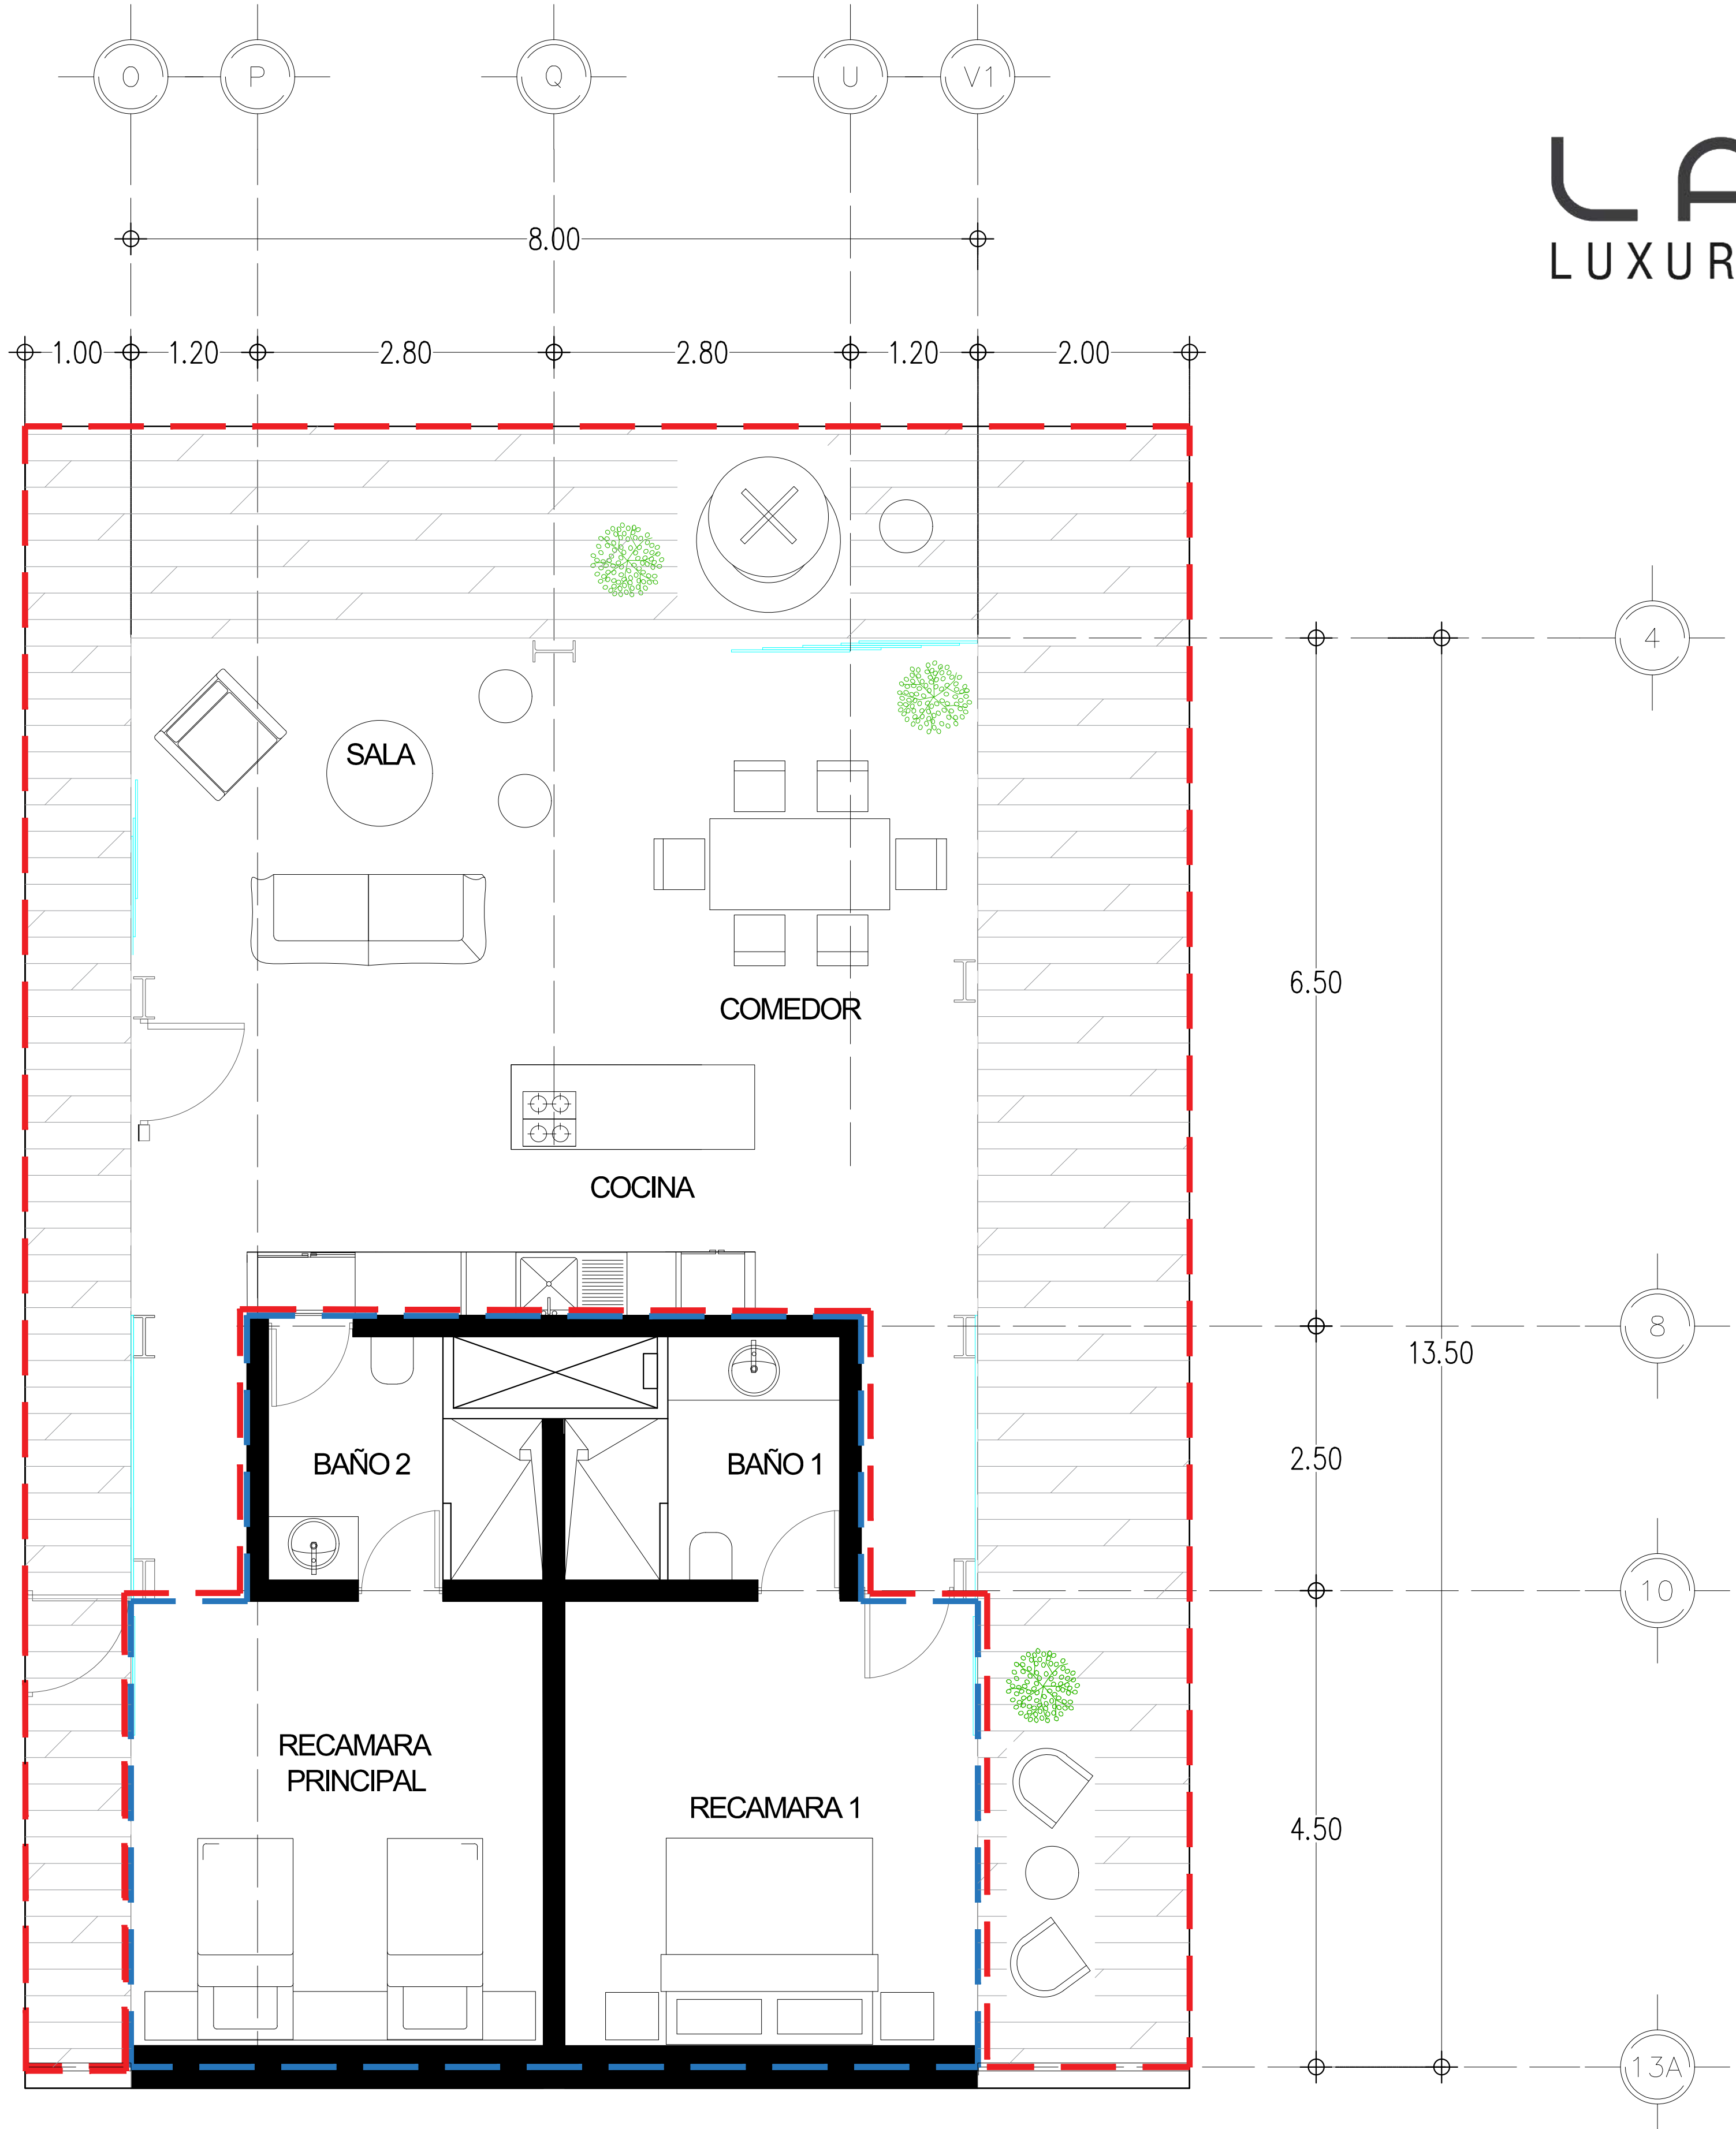 O P Q U V1
8.00
LA
LUXUR
1.00 1.20 2.80 2.80 1.20 2.00
4
SALA
6.50
COMEDOR
COCINA
8
13.50
BAÑO 2 BAÑO 1
2.50
10
RECAMARA
PRINCIPAL
RECAMARA 1
4.50
13A